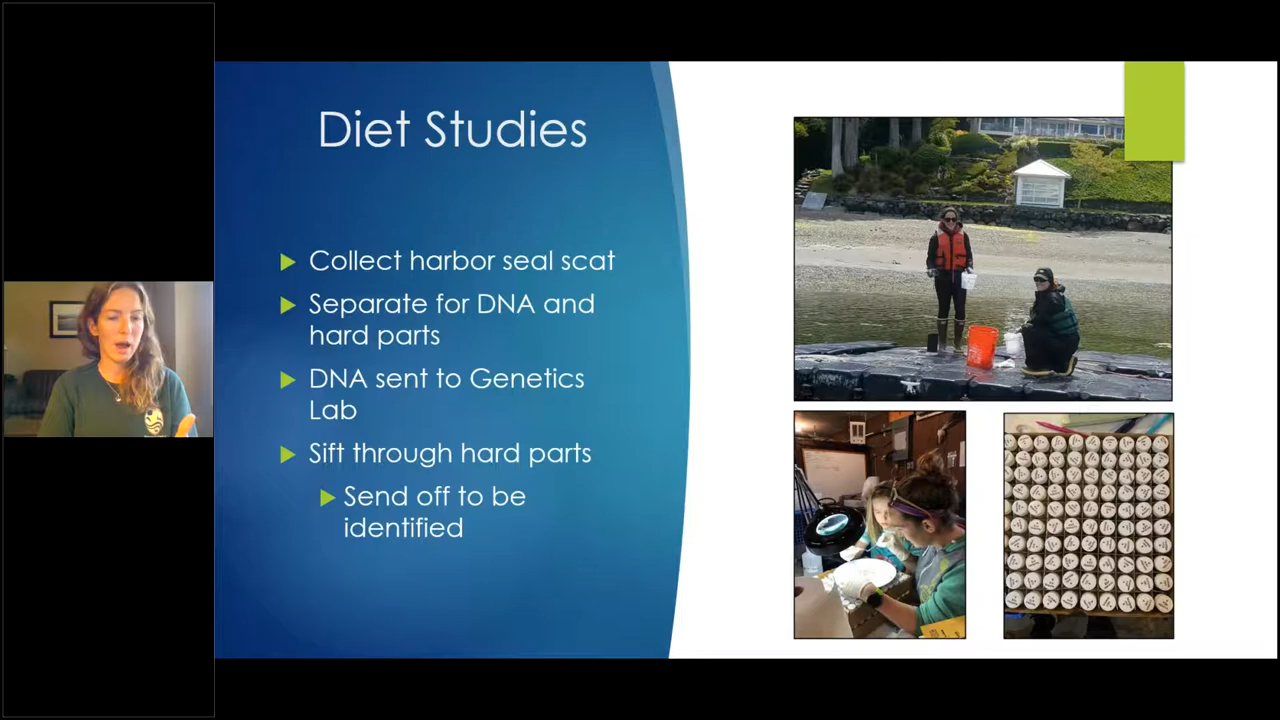 Diet Studies
Collect harbor seal scat
Separate for DNA and
hard parts
DNA sent to Genetics
Lab
Sift through hard parts
Send off to be
identified